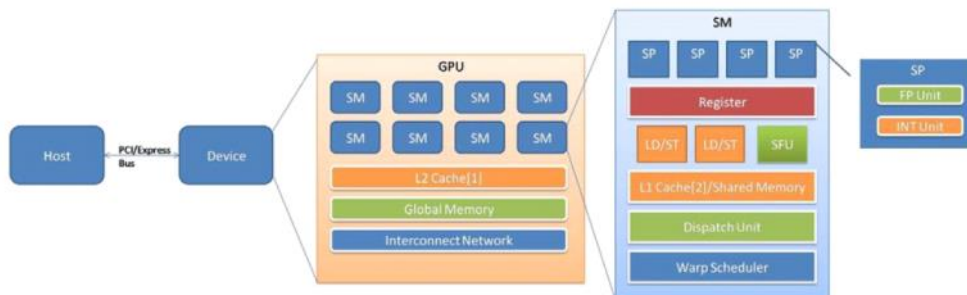 Host
PCI/Express
Bus
Device
GPU
SM SM SM SM
SM SM SM SM
L2 Cache[1]
Global Memory
Interconnect Network
SM
SP SP SP SP
Register
LD/ST LD/ST SFU
L1 Cache[2]/Shared Memory
Dispatch Unit
Warp Scheduler
SP
FP Unit
INT Unit